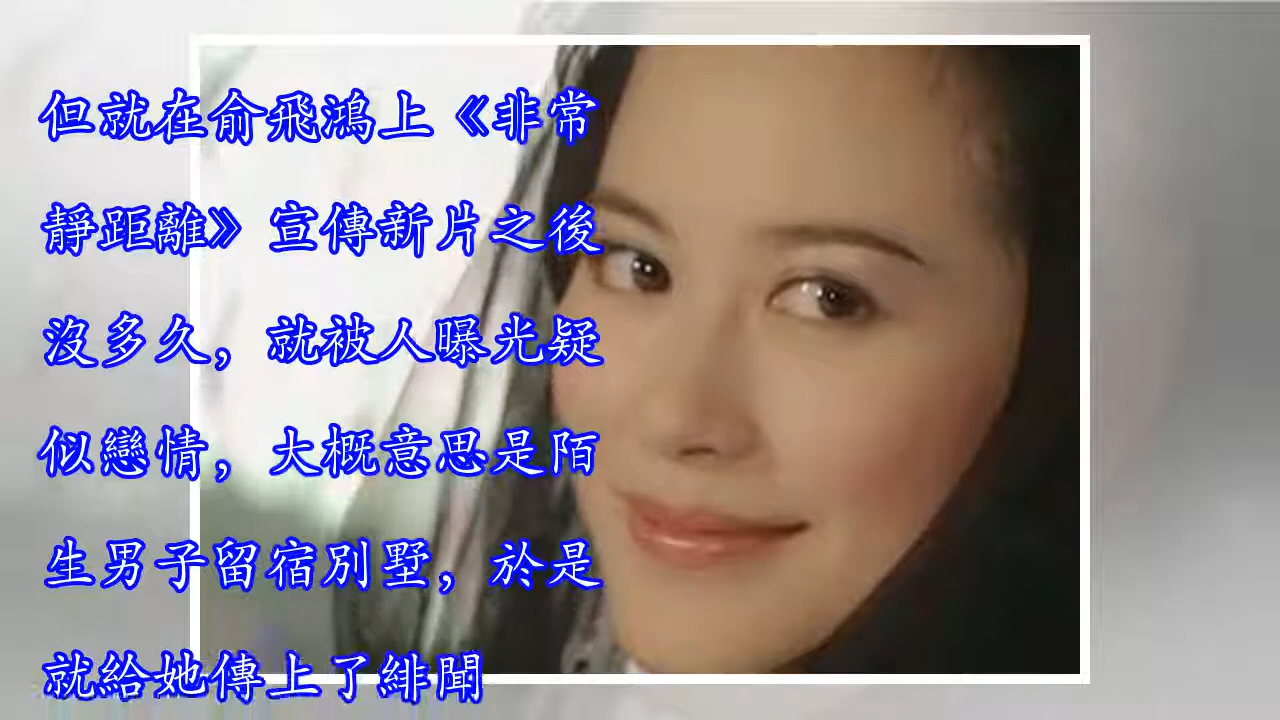 但就在俞飛鴻上《非常
靜距離》宣傳新片之後
沒多久，就被人曝光疑
似戀情，大概意思是陌
生男子留宿別墅，於是
就給她傳上了緋聞